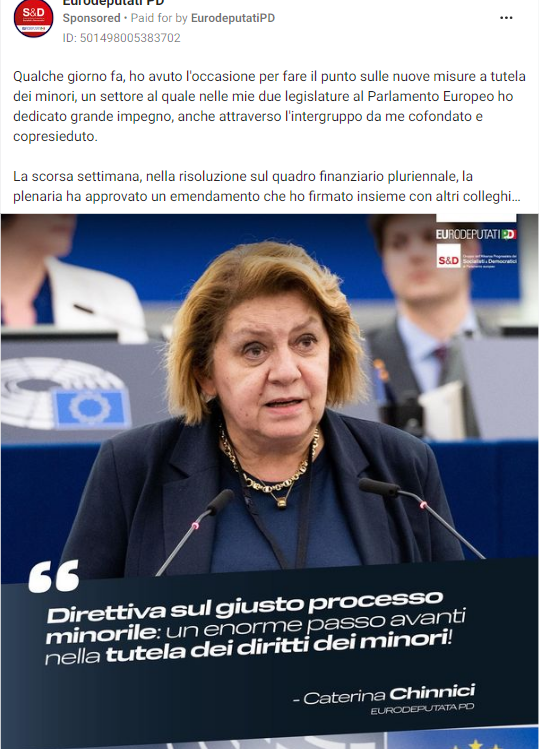 Eurodeputati PD
Sponsored • Paid for by EurodeputatiPD
ID: 501498005383702
Qualche giorno fa, ho avuto l'occasione per fare il punto sulle nuove misure a tutela
dei minori, un settore al quale nelle mie due legislature al Parlamento Europeo ho
dedicato grande impegno, anche attraverso l'intergruppo da me cofondato e
copresieduto.
La scorsa settimana, nella risoluzione sul quadro finanziario pluriennale, la
plenaria ha approvato un emendamento che ho firmato insieme con altri colleghi...
S&D
EURODEPUTATI PD
S&D
Gruppo dell'Alleanza Progressista dei
Socialisti & Democratici
al Parlamento europeo
“
Direttiva sul giusto processo
minorile: un enorme passo avanti
nella tutela dei diritti dei minori!
- Caterina Chinnici
EURODEPUTATA PD